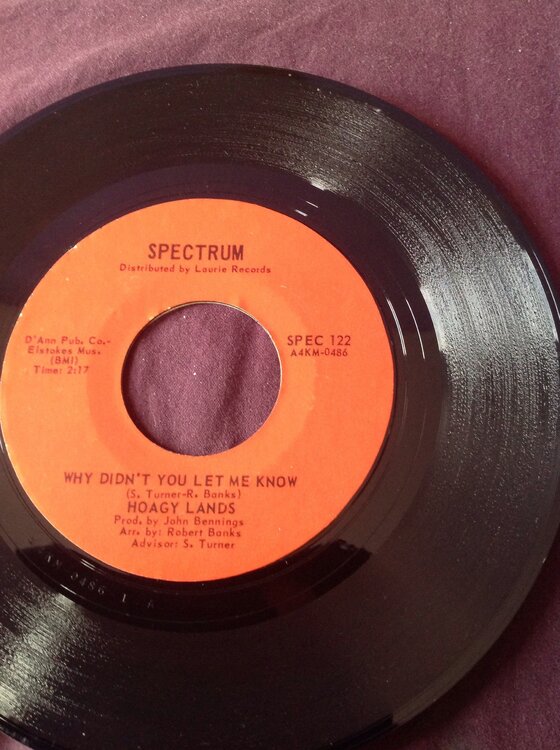 SPECTRUM
Distributed by Laurie Records
D'Ann Pub. Co.-
Elstokes Mus.
(BMI)
Time: 2:17
SPEC 122
A4KM-0486
WHY DIDN'T YOU LET ME KNOW
(S. Turner-R. Banks)
HOAGY LANDS
Prod. by John Bennings
Arr. by: Robert Banks
Advisor: S. Turner
0486